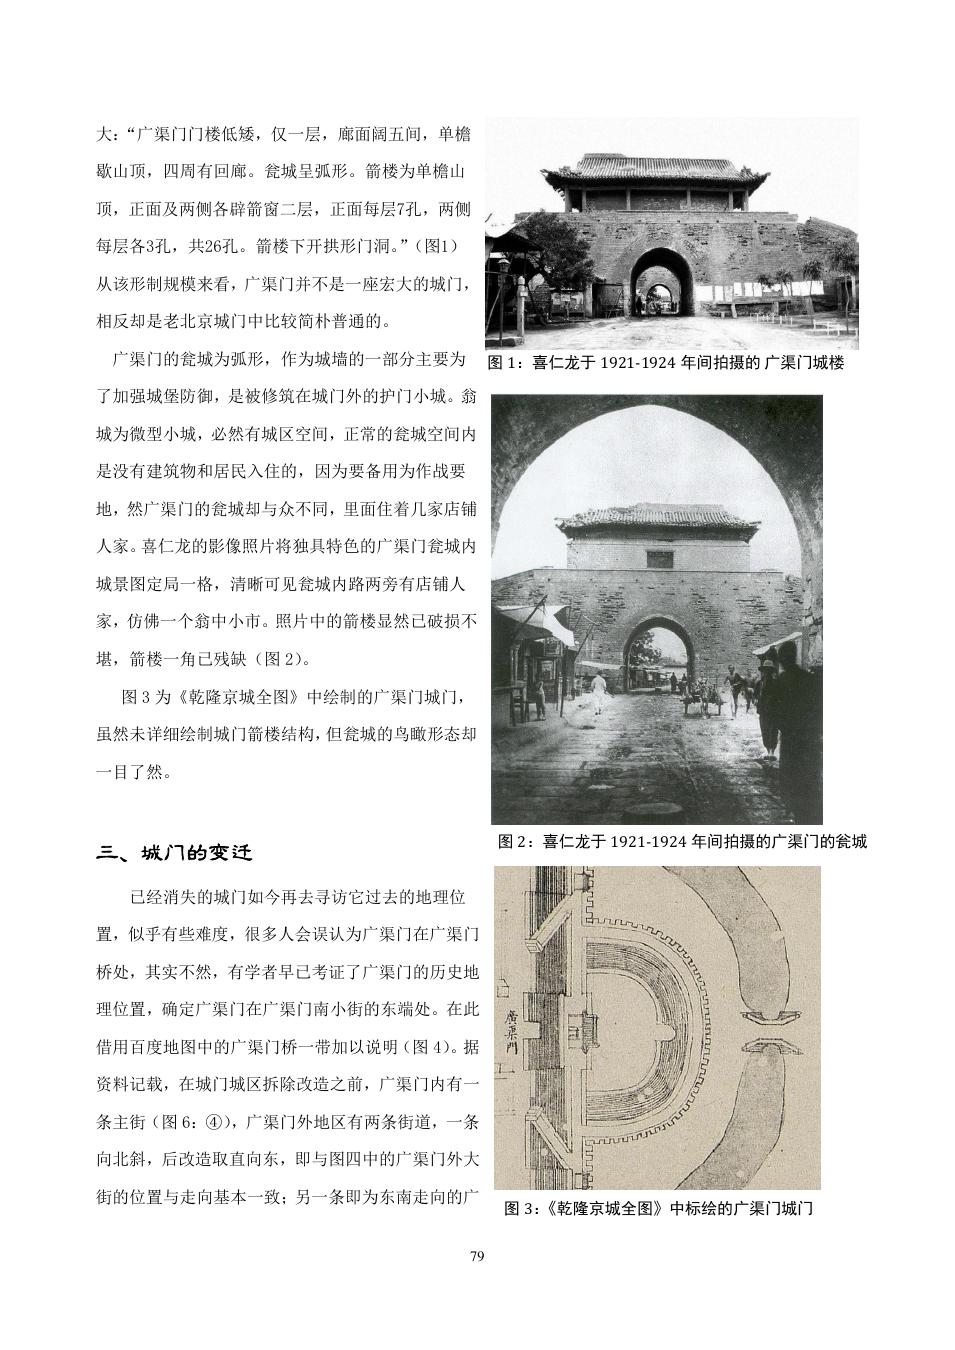 大：“广渠门门楼低矮，仅一层，廊面阔五间，单檐
歇山顶，四周有回廊。瓮城呈弧形。箭楼为单檐山
顶，正面及两侧各辟箭窗二层，正面每层7孔，两侧
每层各3孔，共26孔。箭楼下开拱形门洞。”（图1）
从该形制规模来看，广渠门并不是一座宏大的城门，
相反却是老北京城门中比较简朴普通的。
广渠门的瓮城为弧形，作为城墙的一部分主要为
了加强城堡防御，是被修筑在城门外的护门小城。翁
城为微型小城，必然有城区空间，正常的瓮城空间内
是没有建筑物和居民入住的，因为要备用为作战要
地，然广渠门的瓮城却与众不同，里面住着几家店铺
人家。喜仁龙的影像照片将独具特色的广渠门瓮城内
城景图定局一格，清晰可见瓮城内路两旁有店铺人
家，仿佛一个翁中小市。照片中的箭楼显然已破损不
堪，箭楼一角已残缺（图 2）。
图 3 为《乾隆京城全图》中绘制的广渠门城门，
虽然未详细绘制城门箭楼结构，但瓮城的鸟瞰形态却
一目了然。
三、城门的变迁
已经消失的城门如今再去寻访它过去的地理位
置，似乎有些难度，很多人会误认为广渠门在广渠门
桥处，其实不然，有学者早已考证了广渠门的历史地
理位置，确定广渠门在广渠门南小街的东端处。在此
借用百度地图中的广渠门桥一带加以说明（图 4）。据
资料记载，在城门城区拆除改造之前，广渠门内有一
条主街（图 6：④），广渠门外地区有两条街道，一条
向北斜，后改造取直向东，即与图四中的广渠门外大
街的位置与走向基本一致；另一条即为东南走向的广
图 1：喜仁龙于 1921-1924 年间拍摄的 广渠门城楼
图 2：喜仁龙于 1921-1924 年间拍摄的广渠门的瓮城
廣渠門
图 3：《乾隆京城全图》中标绘的广渠门城门
79